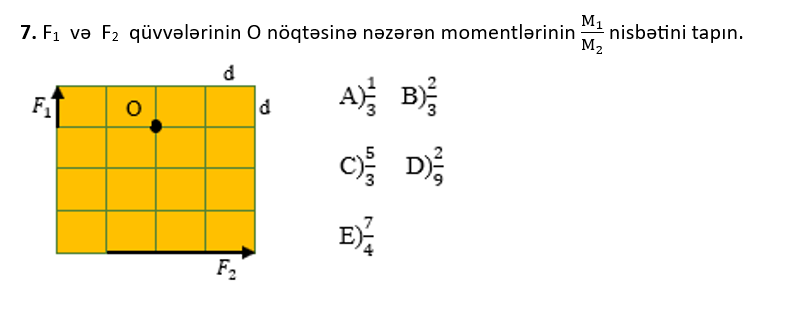 7. F₁ və F₂ qüvvələrinin O nöqtəsinə nəzərən momentlərinin M₁/M₂ nisbətini tapın.
d
F₁ O d
A) 1/3 B) 2/3
C) 5/3 D) 2/9
E) 7/4
F₂